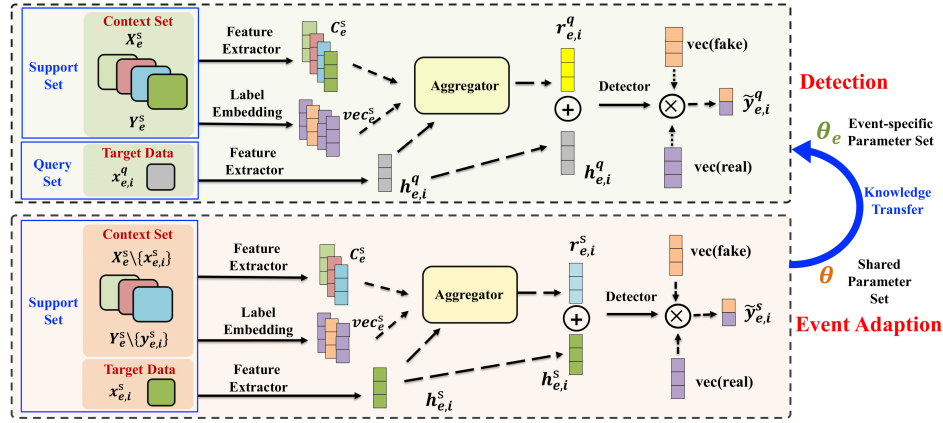 Context Set
X_e^s
Support
Set
Y_e^s
Feature
Extractor
C_e^s
Label
Embedding
vec_e^s
Aggregator
r_{e,i}^q
+
Detector
vec(fake)
×
ỹ_{e,i}^q
vec(real)
Query
Set
Target Data
x_{e,i}^q
Feature
Extractor
h_{e,i}^q
h_{e,i}^q
Detection
θ_e
Event-specific
Parameter Set
Knowledge
Transfer
θ
Shared
Parameter
Set
Event Adaption
Context Set
X_e^s\{x_{e,i}^s}
Support
Set
Y_e^s\{y_{e,i}^s}
Feature
Extractor
C_e^s
Label
Embedding
vec_e^s
Aggregator
r_{e,i}^s
+
Detector
vec(fake)
×
ỹ_{e,i}^s
vec(real)
Target Data
x_{e,i}^s
Feature
Extractor
h_{e,i}^s
h_{e,i}^s